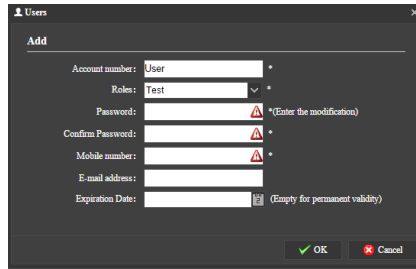 Users
Add
Account number: User *
Roles: Test *
Password: *(Enter the modification)
Confirm Password: *
Mobile number: *
E-mail address:
Expiration Date: (Empty for permanent validity)
OK Cancel